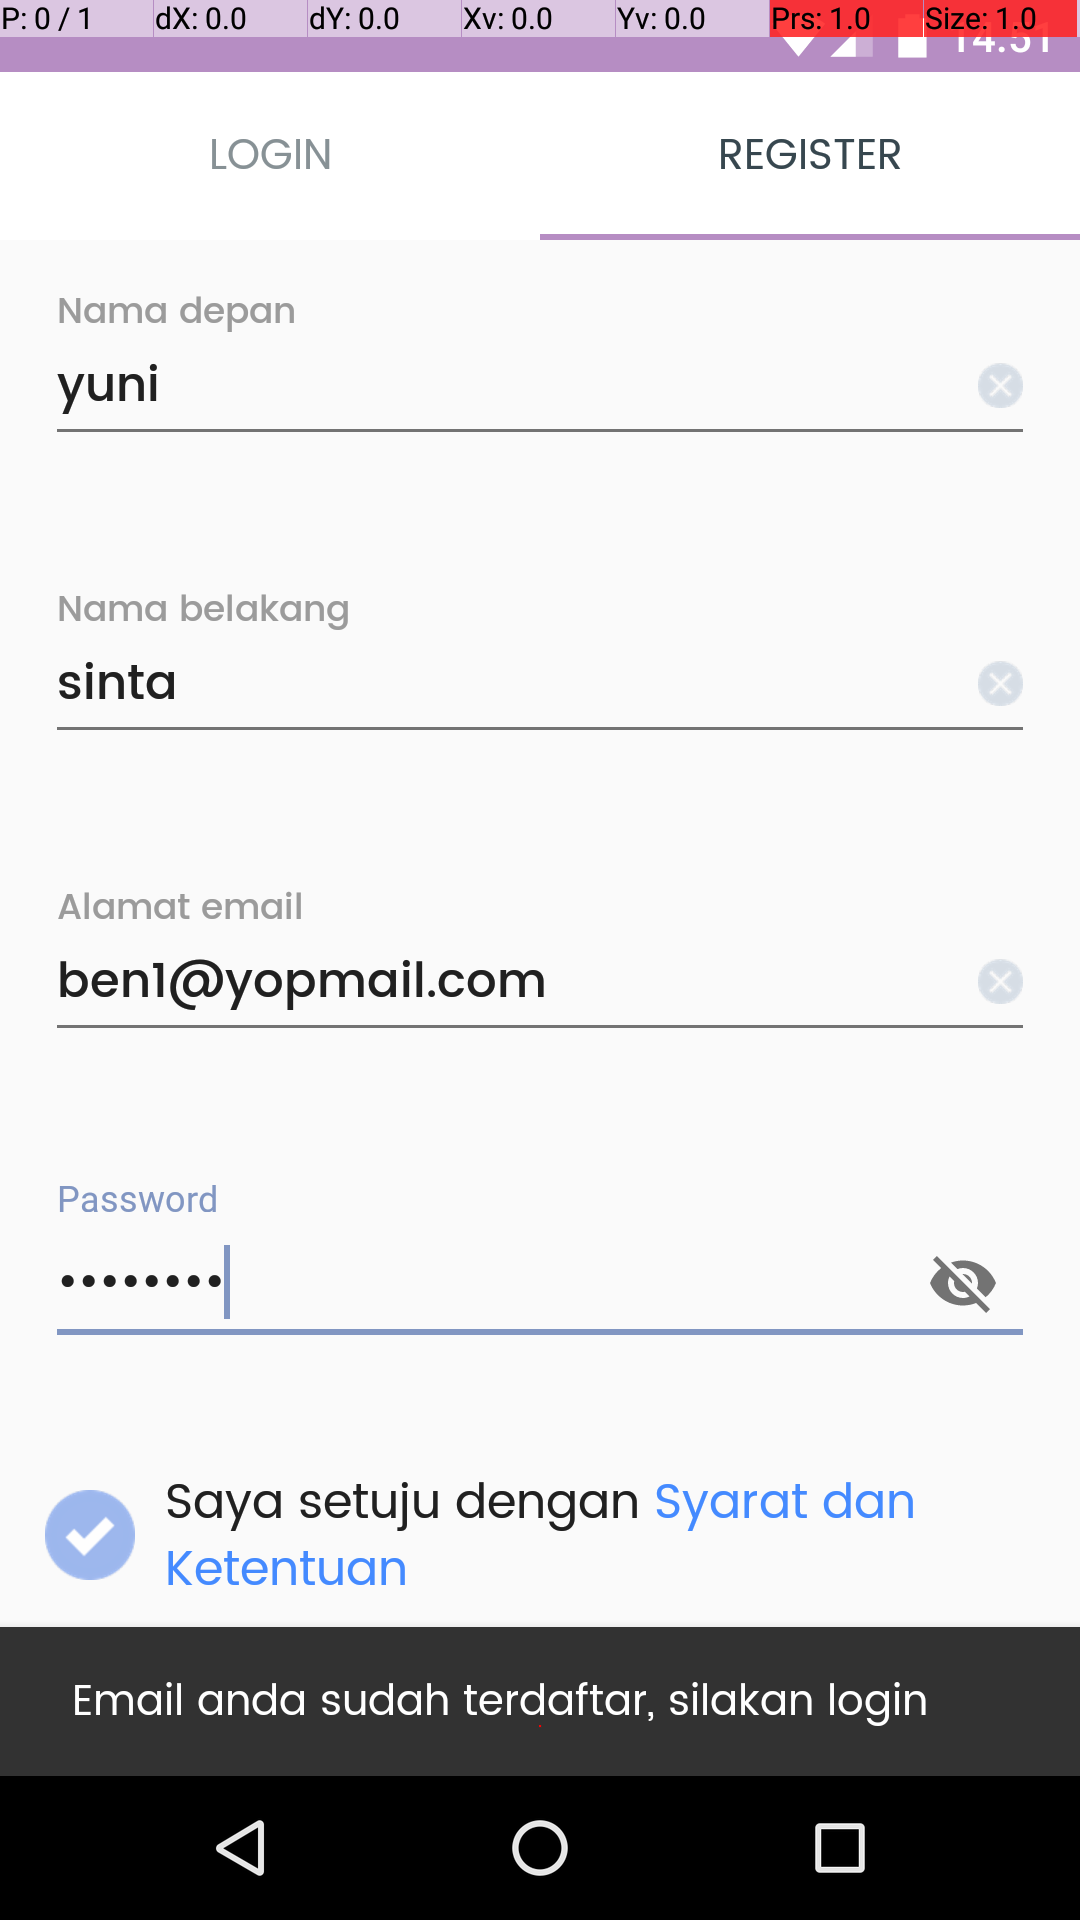 P: 0 / 1 dX: 0.0 dY: 0.0 Xv: 0.0 Yv: 0.0 Prs: 1.0 Size: 1.0
14:51
LOGIN REGISTER
Nama depan
yuni
Nama belakang
sinta
Alamat email
ben1@yopmail.com
Password
••••••••
Saya setuju dengan Syarat dan
Ketentuan
Email anda sudah terdaftar, silakan login